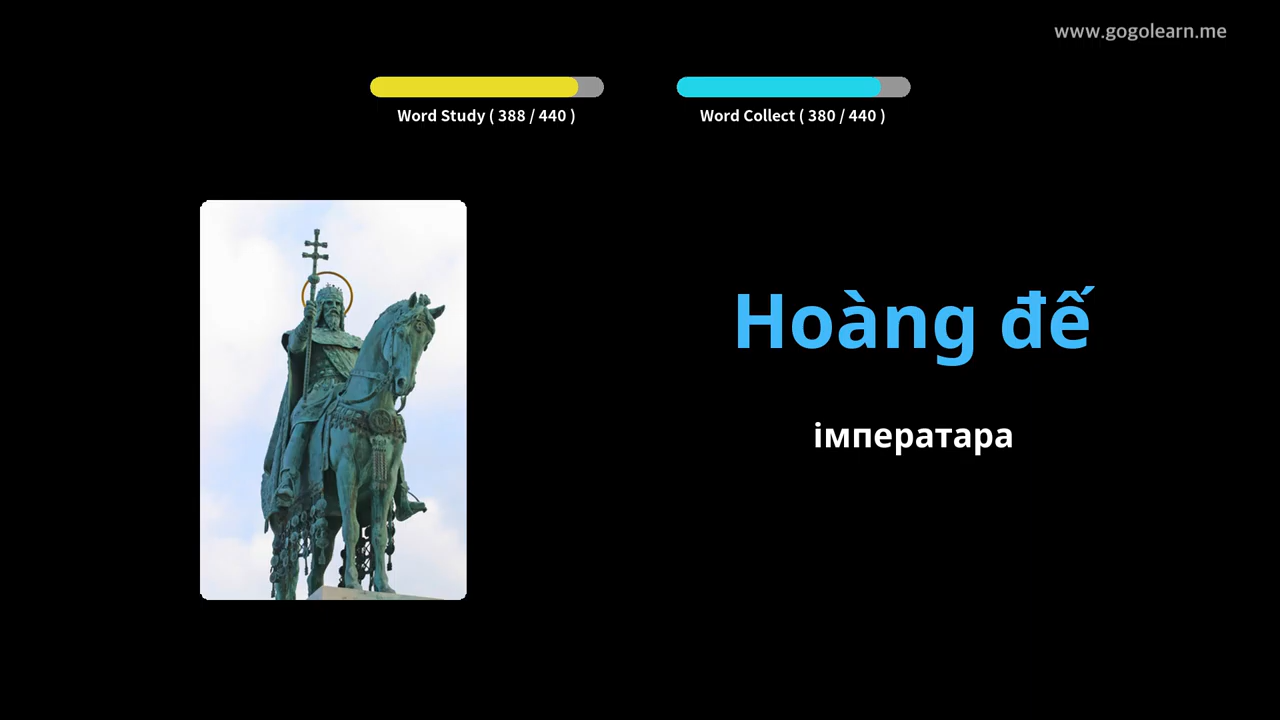 www.gogolearn.me
Word Study ( 388 / 440 )
Word Collect ( 380 / 440 )
Hoàng đế
імператара